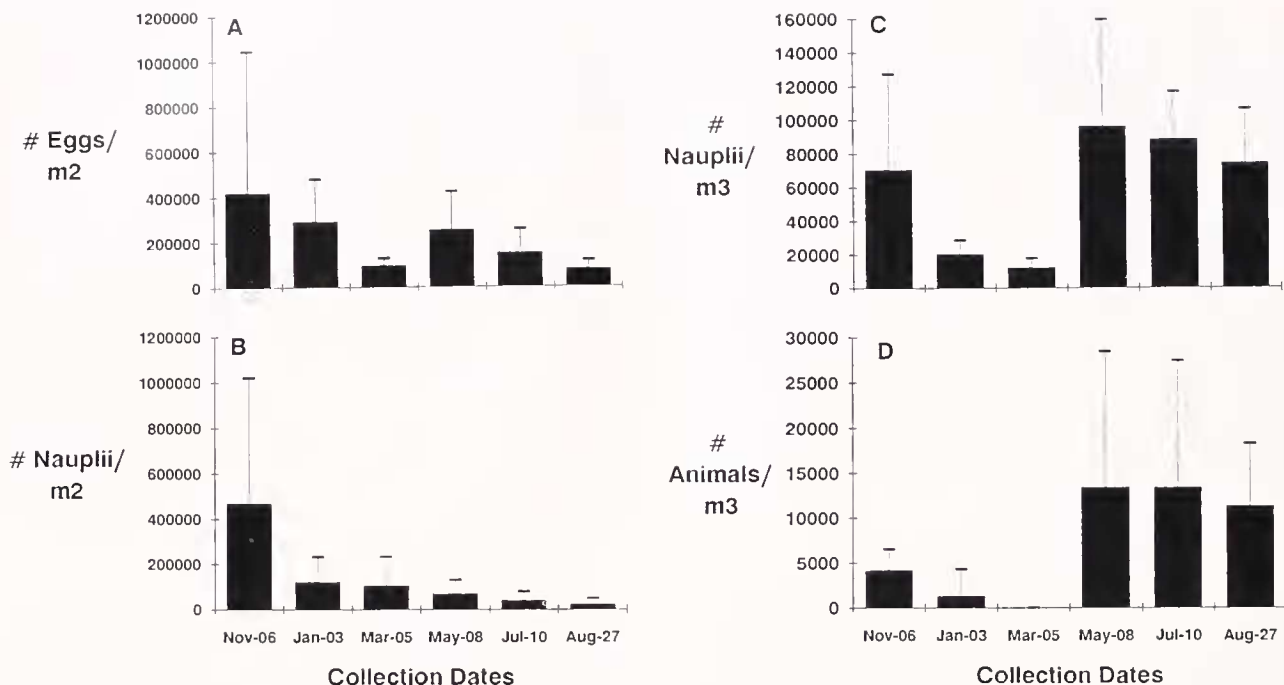 A
1200000
1000000
800000
600000
400000
200000
0
# Eggs/
m2
B
1200000
1000000
800000
600000
400000
200000
0
# Nauplii/
m2
Nov-06 Jan-03 Mar-05 May-08 Jul-10 Aug-27
Collection Dates
C
160000
140000
120000
100000
80000
60000
40000
20000
0
#
Nauplii/
m3
D
30000
25000
20000
15000
10000
5000
0
#
Animals/
m3
Nov-06 Jan-03 Mar-05 May-08 Jul-10 Aug-27
Collection Dates